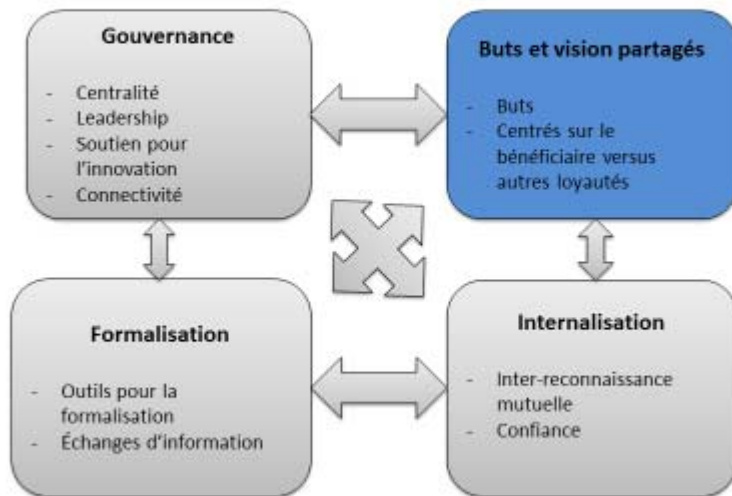 Gouvernance
- Centralité
- Leadership
- Soutien pour
l'innovation
- Connectivité
Buts et vision partagés
- Buts
- Centrés sur le
bénéficiaire versus
autres loyautés
Formalisation
- Outils pour la
formalisation
- Échanges d'information
Internalisation
- Inter-reconnaissance
mutuelle
- Confiance